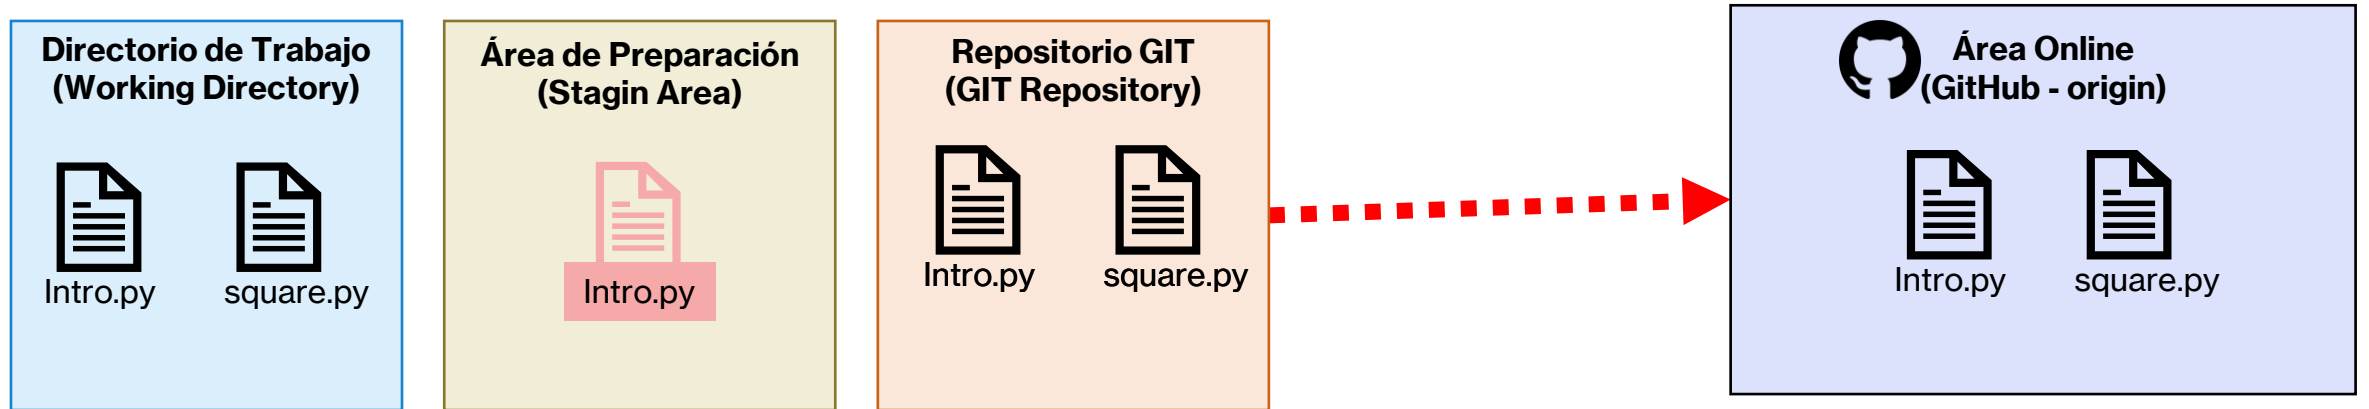 Directorio de Trabajo
(Working Directory)
Intro.py
square.py
Área de Preparación
(Stagin Area)
Intro.py
Repositorio GIT
(GIT Repository)
Intro.py
square.py
Área Online
(GitHub - origin)
Intro.py
square.py